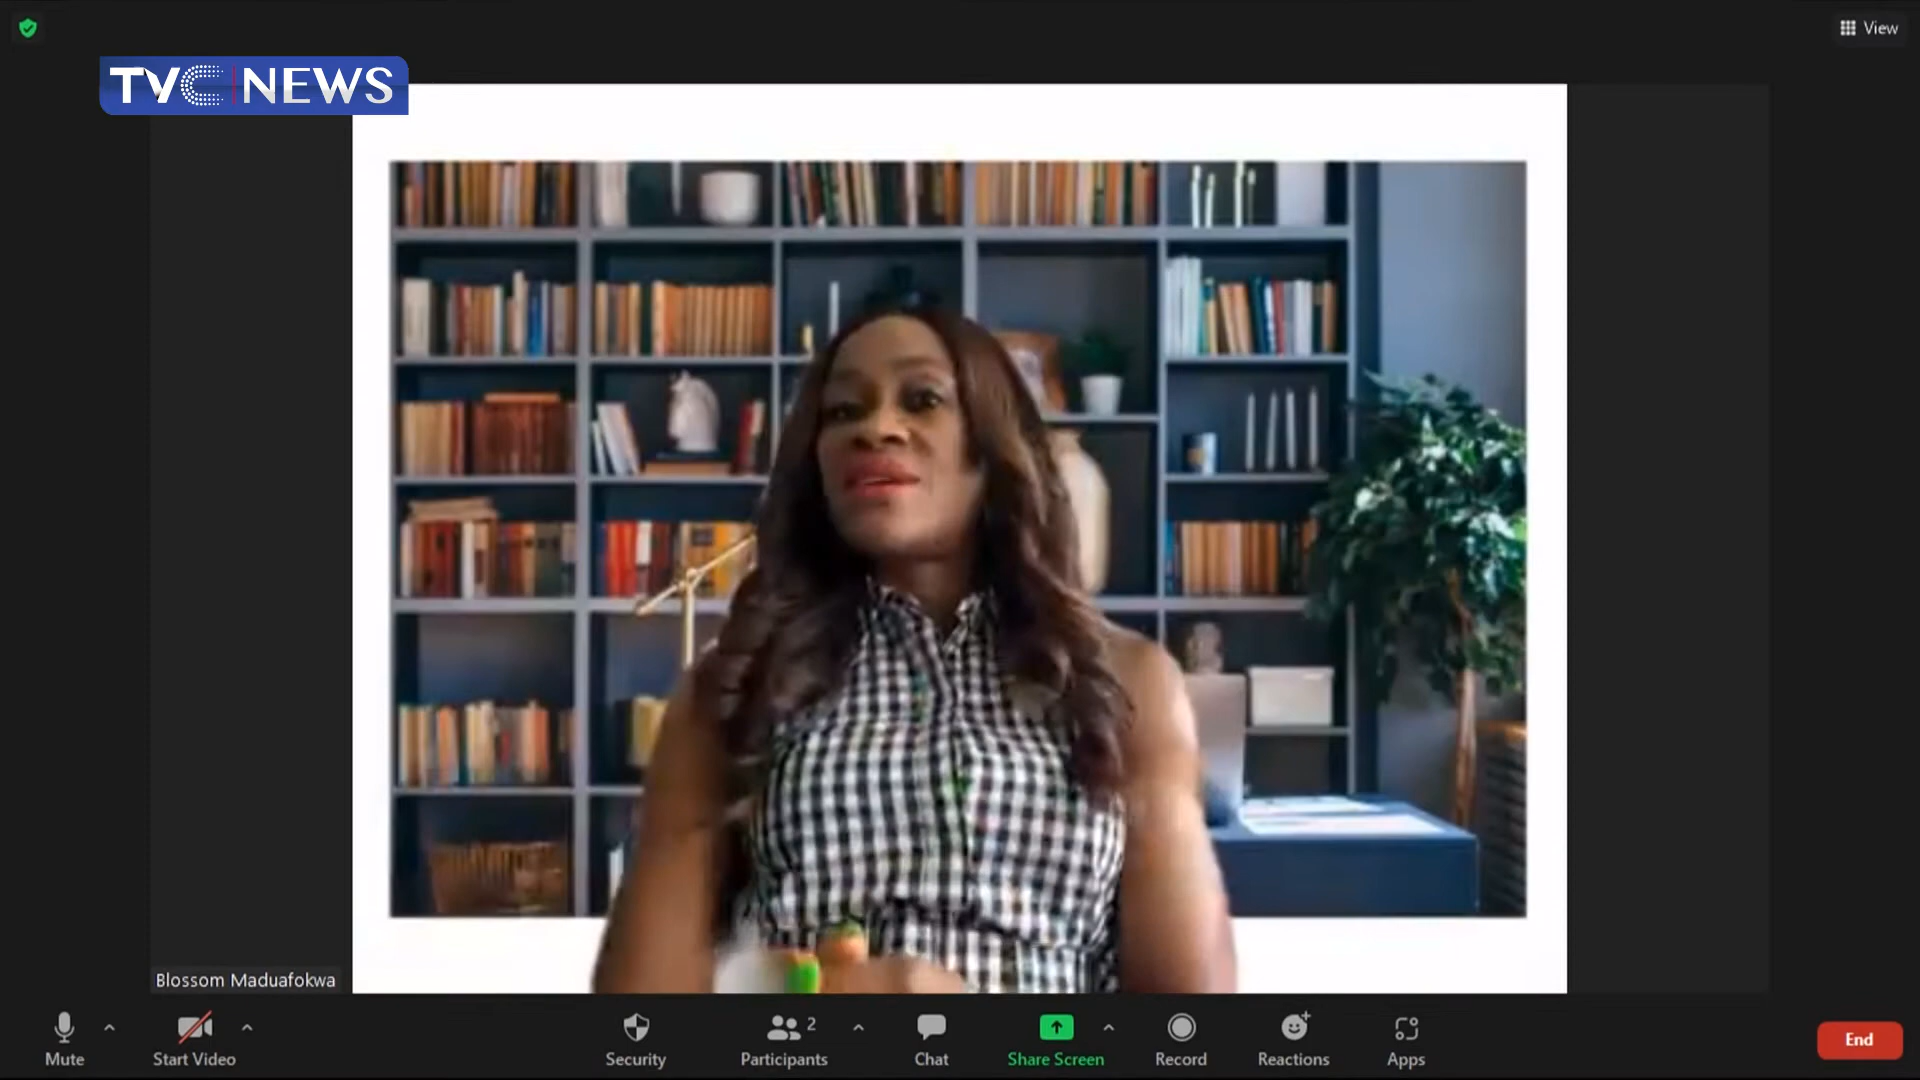 View
TVC NEWS
Blossom Maduafokwa
Mute
Start Video
Security
2
Participants
Chat
Share Screen
Record
Reactions
Apps
End